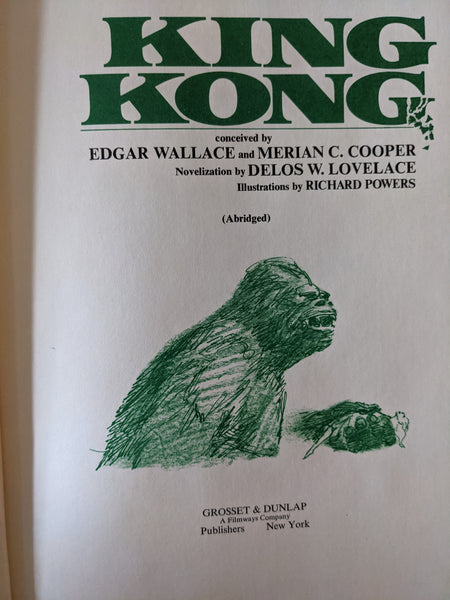 KING
KONG
conceived by
EDGAR WALLACE and MERIAN C. COOPER
Novelization by DELOS W. LOVELACE
Illustrations by RICHARD POWERS
(Abridged)
GROSSET & DUNLAP
A Filmways Company
Publishers New York